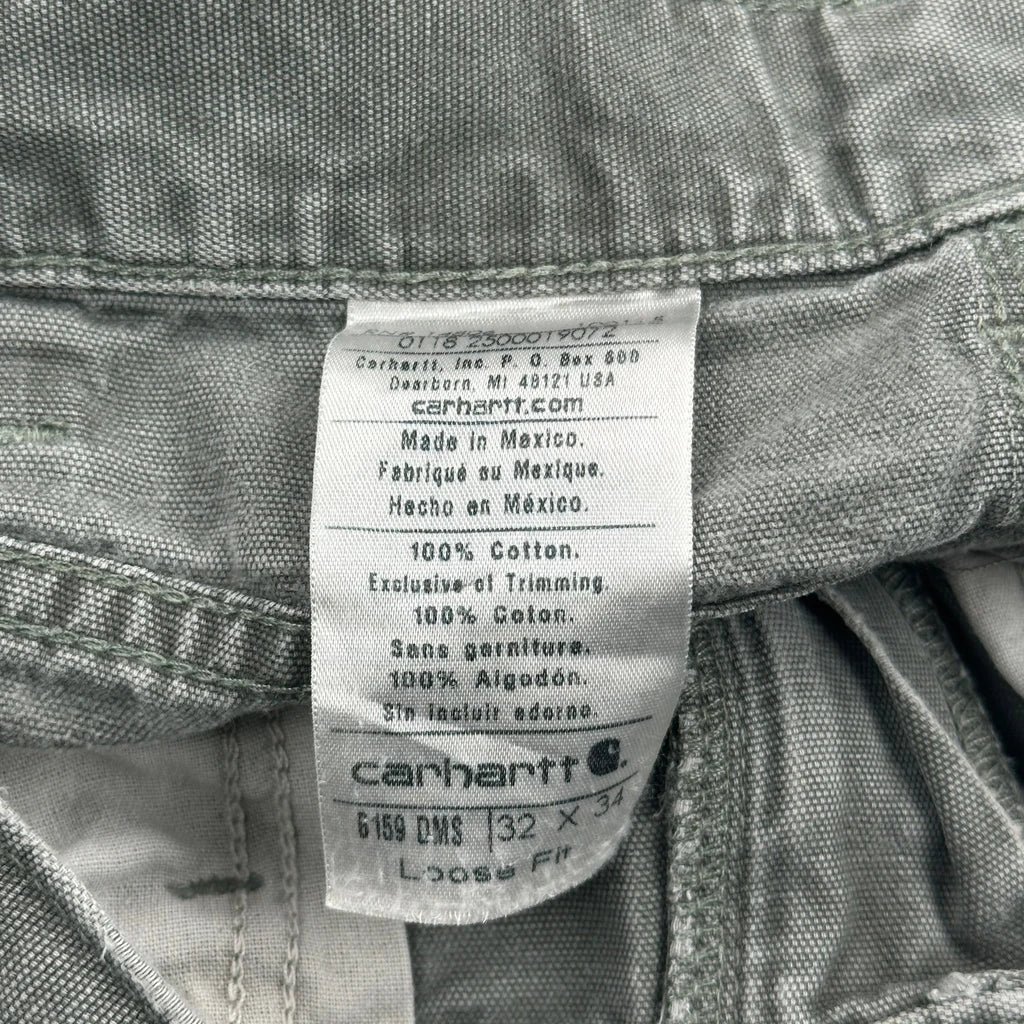 0118 2300019072
Carhartt, Inc. P. O. Box 600
Dearborn, MI 48121 USA
carhartt.com
Made in Mexico.
Fabriqué au Mexique.
Hecho en México.
100% Cotton.
Exclusive of Trimming.
100% Coton.
Sans garniture.
100% Algodón.
Sin incluir adorno.
carhartt
6159 DMS 32 X 34
Loose Fit